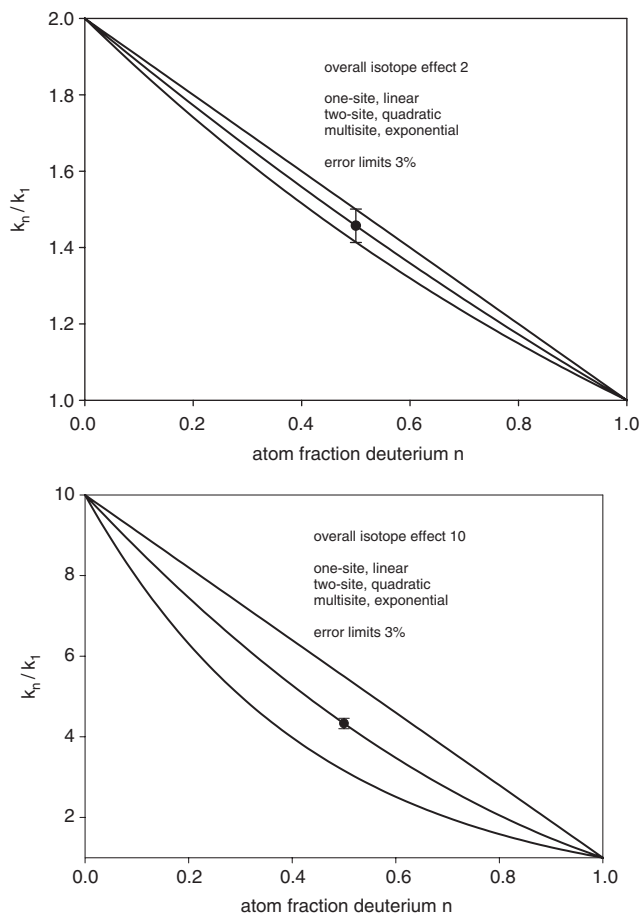 2.0
1.8
1.6
1.4
1.2
1.0
kn / k1
overall isotope effect 2
one-site, linear
two-site, quadratic
multisite, exponential
error limits 3%
0.0 0.2 0.4 0.6 0.8 1.0
atom fraction deuterium n
10
8
6
4
2
kn / k1
overall isotope effect 10
one-site, linear
two-site, quadratic
multisite, exponential
error limits 3%
0.0 0.2 0.4 0.6 0.8 1.0
atom fraction deuterium n